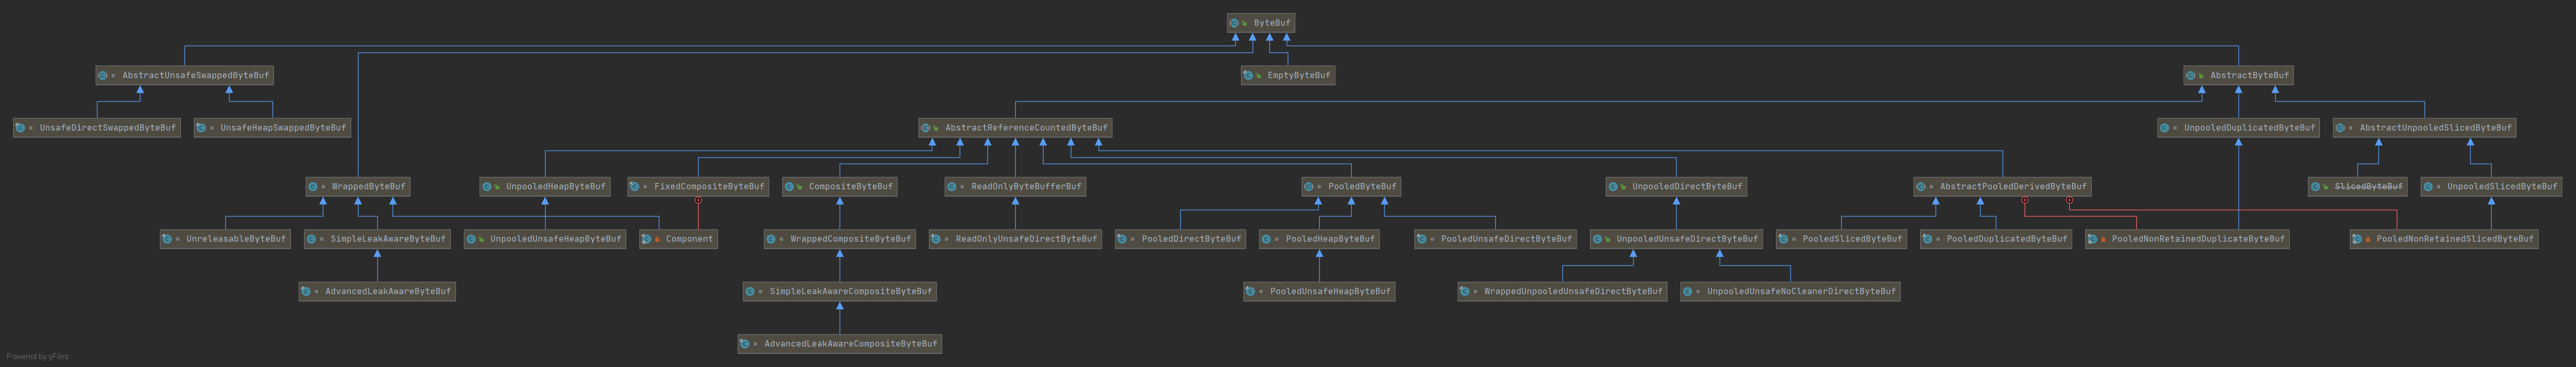 ByteBuf
AbstractUnsafeSwappedByteBuf
EmptyByteBuf
AbstractByteBuf
UnsafeDirectSwappedByteBuf
UnsafeHeapSwappedByteBuf
AbstractReferenceCountedByteBuf
UnpooledDuplicatedByteBuf
AbstractUnpooledSlicedByteBuf
WrappedByteBuf
UnpooledHeapByteBuf
FixedCompositeByteBuf
CompositeByteBuf
ReadOnlyByteBufferBuf
PooledByteBuf
UnpooledDirectByteBuf
AbstractPooledDerivedByteBuf
SlicedByteBuf
UnpooledSlicedByteBuf
UnreleasableByteBuf
SimpleLeakAwareByteBuf
UnpooledUnsafeHeapByteBuf
Component
WrappedCompositeByteBuf
ReadOnlyUnsafeDirectByteBuf
PooledDirectByteBuf
PooledHeapByteBuf
PooledUnsafeDirectByteBuf
UnpooledUnsafeDirectByteBuf
PooledSlicedByteBuf
PooledDuplicatedByteBuf
PooledNonRetainedDuplicateByteBuf
PooledNonRetainedSlicedByteBuf
AdvancedLeakAwareByteBuf
SimpleLeakAwareCompositeByteBuf
PooledUnsafeHeapByteBuf
WrappedUnpooledUnsafeDirectByteBuf
UnpooledUnsafeNoCleanerDirectByteBuf
AdvancedLeakAwareCompositeByteBuf
Powered by yFiles